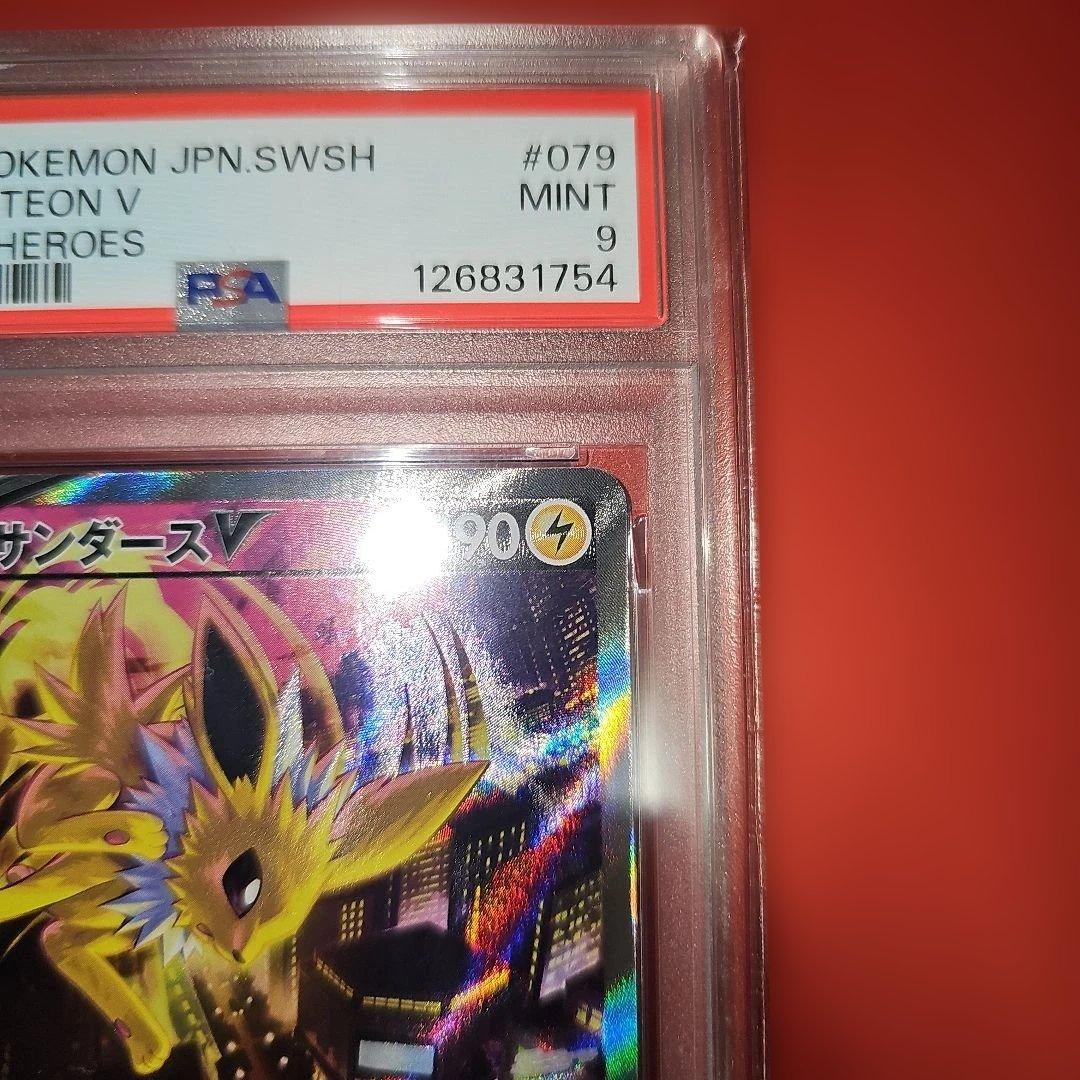 OKEMON JPN.SWSH #079
TEON V MINT
HEROES 9
PSA 126831754
サンダースV 90